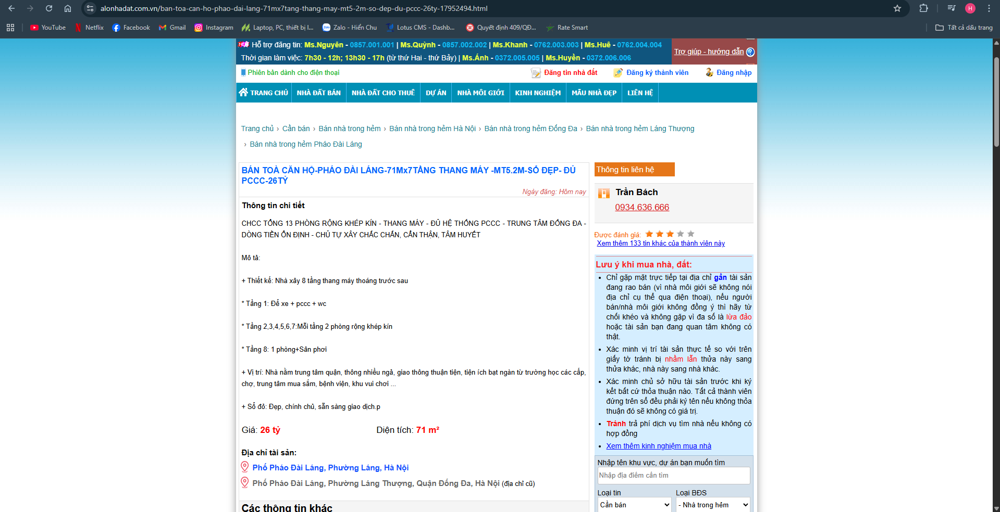 alonhadat.com.vn/ban-toa-can-ho-phao-dai-lang-71mx7tang-thang-may-mt5-2m-so-dep-du-pccc-26ty-17952494.html
H
YouTube Netflix Facebook Gmail Instagram Laptop, PC, thiết bị l... Zalo - Hiển Chu Lotus CMS - Dashb... Quyết định 409/QĐ... Rate Smart Tất cả dấu trang
Hỗ trợ đăng tin: Ms.Nguyên - 0857.001.001 | Ms.Quỳnh - 0857.002.002 | Ms.Khanh - 0762.003.003 | Ms.Huê - 0762.004.004
Thời gian làm việc: 7h30 - 12h; 13h30 - 17h (từ thứ Hai - thứ Bảy) | Ms.Ánh - 0372.005.005 | Ms.Huyền - 0372.006.006
Trợ giúp - hướng dẫn
Phiên bản dành cho điện thoại
Đăng tin nhà đất Đăng ký thành viên Đăng nhập
TRANG CHỦ NHÀ ĐẤT BÁN NHÀ ĐẤT CHO THUÊ DỰ ÁN NHÀ MÔI GIỚI KINH NGHIỆM MẪU NHÀ ĐẸP LIÊN HỆ
Trang chủ › Cần bán › Bán nhà trong hẻm › Bán nhà trong hẻm Hà Nội › Bán nhà trong hẻm Đống Đa › Bán nhà trong hẻm Láng Thượng
› Bán nhà trong hẻm Pháo Đài Láng
BÁN TOÀ CĂN HỘ-PHÁO ĐÀI LÁNG-71Mx7TẦNG THANG MÁY -MT5.2M-SỔ ĐẸP- ĐỦ
PCCC-26TỶ
Ngày đăng: Hôm nay
Thông tin chi tiết
CHCC TỔNG 13 PHÒNG RỘNG KHÉP KÍN - THANG MÁY - ĐỦ HỆ THỐNG PCCC - TRUNG TÂM ĐỐNG ĐA -
DÒNG TIỀN ỔN ĐỊNH - CHỦ TỰ XÂY CHẮC CHẮN, CẨN THẬN, TÂM HUYẾT
Mô tả:
+ Thiết kế: Nhà xây 8 tầng thang máy thoáng trước sau
* Tầng 1: Để xe + pccc + wc
* Tầng 2,3,4,5,6,7:Mỗi tầng 2 phòng rộng khép kín
* Tầng 8: 1 phòng+Sân phơi
+ Vị trí: Nhà nằm trung tâm quận, thông nhiều ngả, giao thông thuận tiện, tiện ích bạt ngàn từ trường học các cấp,
chợ, trung tâm mua sắm, bệnh viện, khu vui chơi ...
+ Sổ đỏ: Đẹp, chính chủ, sẵn sàng giao dịch.p
Giá: 26 tỷ Diện tích: 71 m²
Địa chỉ tài sản:
Phố Pháo Đài Láng, Phường Láng, Hà Nội
Phố Pháo Đài Láng, Phường Láng Thượng, Quận Đống Đa, Hà Nội (địa chỉ cũ)
Các thông tin khác
Thông tin liên hệ
Trần Bách
0934.636.666
Được đánh giá:
Xem thêm 133 tin khác của thành viên này
Lưu ý khi mua nhà, đất:
• Chỉ gặp mặt trực tiếp tại địa chỉ gần tài sản
đang rao bán (vì nhà môi giới sẽ không nói
địa chỉ cụ thể qua điện thoại), nếu người
bán/nhà môi giới không đồng ý thì hãy từ
chối khéo và không gặp vì đa số là lừa đảo
hoặc tài sản bạn đang quan tâm không có
thật.
• Xác minh vị trí tài sản thực tế so với trên
giấy tờ tránh bị nhầm lẫn thửa này sang
thửa khác, nhà này sang nhà khác.
• Xác minh chủ sở hữu tài sản trước khi ký
kết bất cứ thỏa thuận nào. Tất cả thành viên
đứng trên sổ đều phải ký tên nếu không thỏa
thuận đó sẽ không có giá trị.
• Tránh trả phí dịch vụ tìm nhà nếu không có
hợp đồng
• Xem thêm kinh nghiệm mua nhà
Nhập tên khu vực, dự án bạn muốn tìm
Nhập địa điểm cần tìm
Loại tin Loại BĐS
Cần bán - Nhà trong hẻm